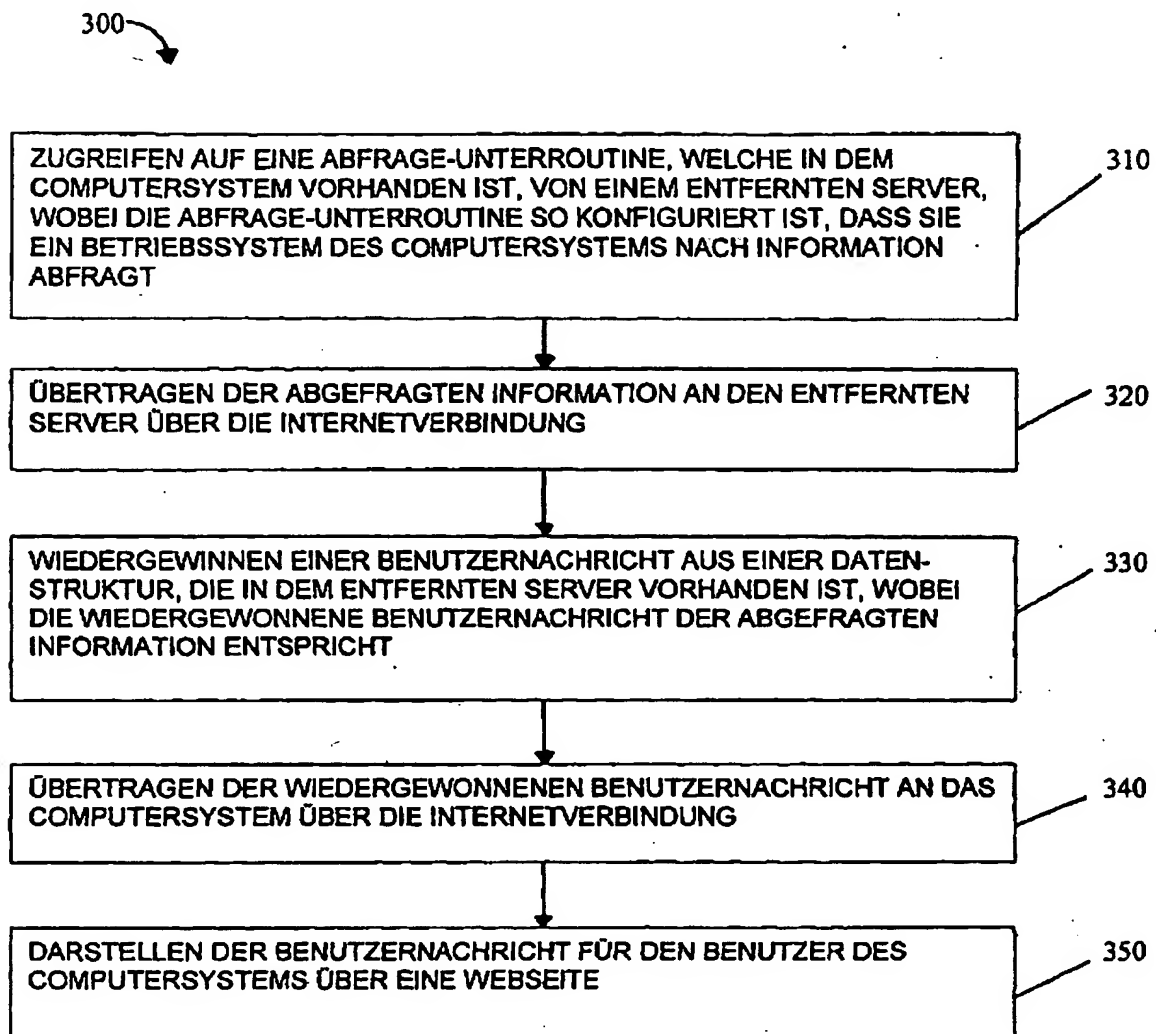 300
ZUGREIFEN AUF EINE ABFRAGE-UNTERROUTINE, WELCHE IN DEM
COMPUTERSYSTEM VORHANDEN IST, VON EINEM ENTFERNTEN SERVER,
WOBEI DIE ABFRAGE-UNTERROUTINE SO KONFIGURIERT IST, DASS SIE
EIN BETRIEBSSYSTEM DES COMPUTERSYSTEMS NACH INFORMATION
ABFRAGT
310
ÜBERTRAGEN DER ABGEFRAGTEN INFORMATION AN DEN ENTFERNTEN
SERVER ÜBER DIE INTERNETVERBINDUNG
320
WIEDERGEWINNEN EINER BENUTZERNACHRICHT AUS EINER DATEN-
STRUKTUR, DIE IN DEM ENTFERNTEN SERVER VORHANDEN IST, WOBEI
DIE WIEDERGEWONNENE BENUTZERNACHRICHT DER ABGEFRAGTEN
INFORMATION ENTSPRICHT
330
ÜBERTRAGEN DER WIEDERGEWONNENEN BENUTZERNACHRICHT AN DAS
COMPUTERSYSTEM ÜBER DIE INTERNETVERBINDUNG
340
DARSTELLEN DER BENUTZERNACHRICHT FÜR DEN BENUTZER DES
COMPUTERSYSTEMS ÜBER EINE WEBSEITE
350